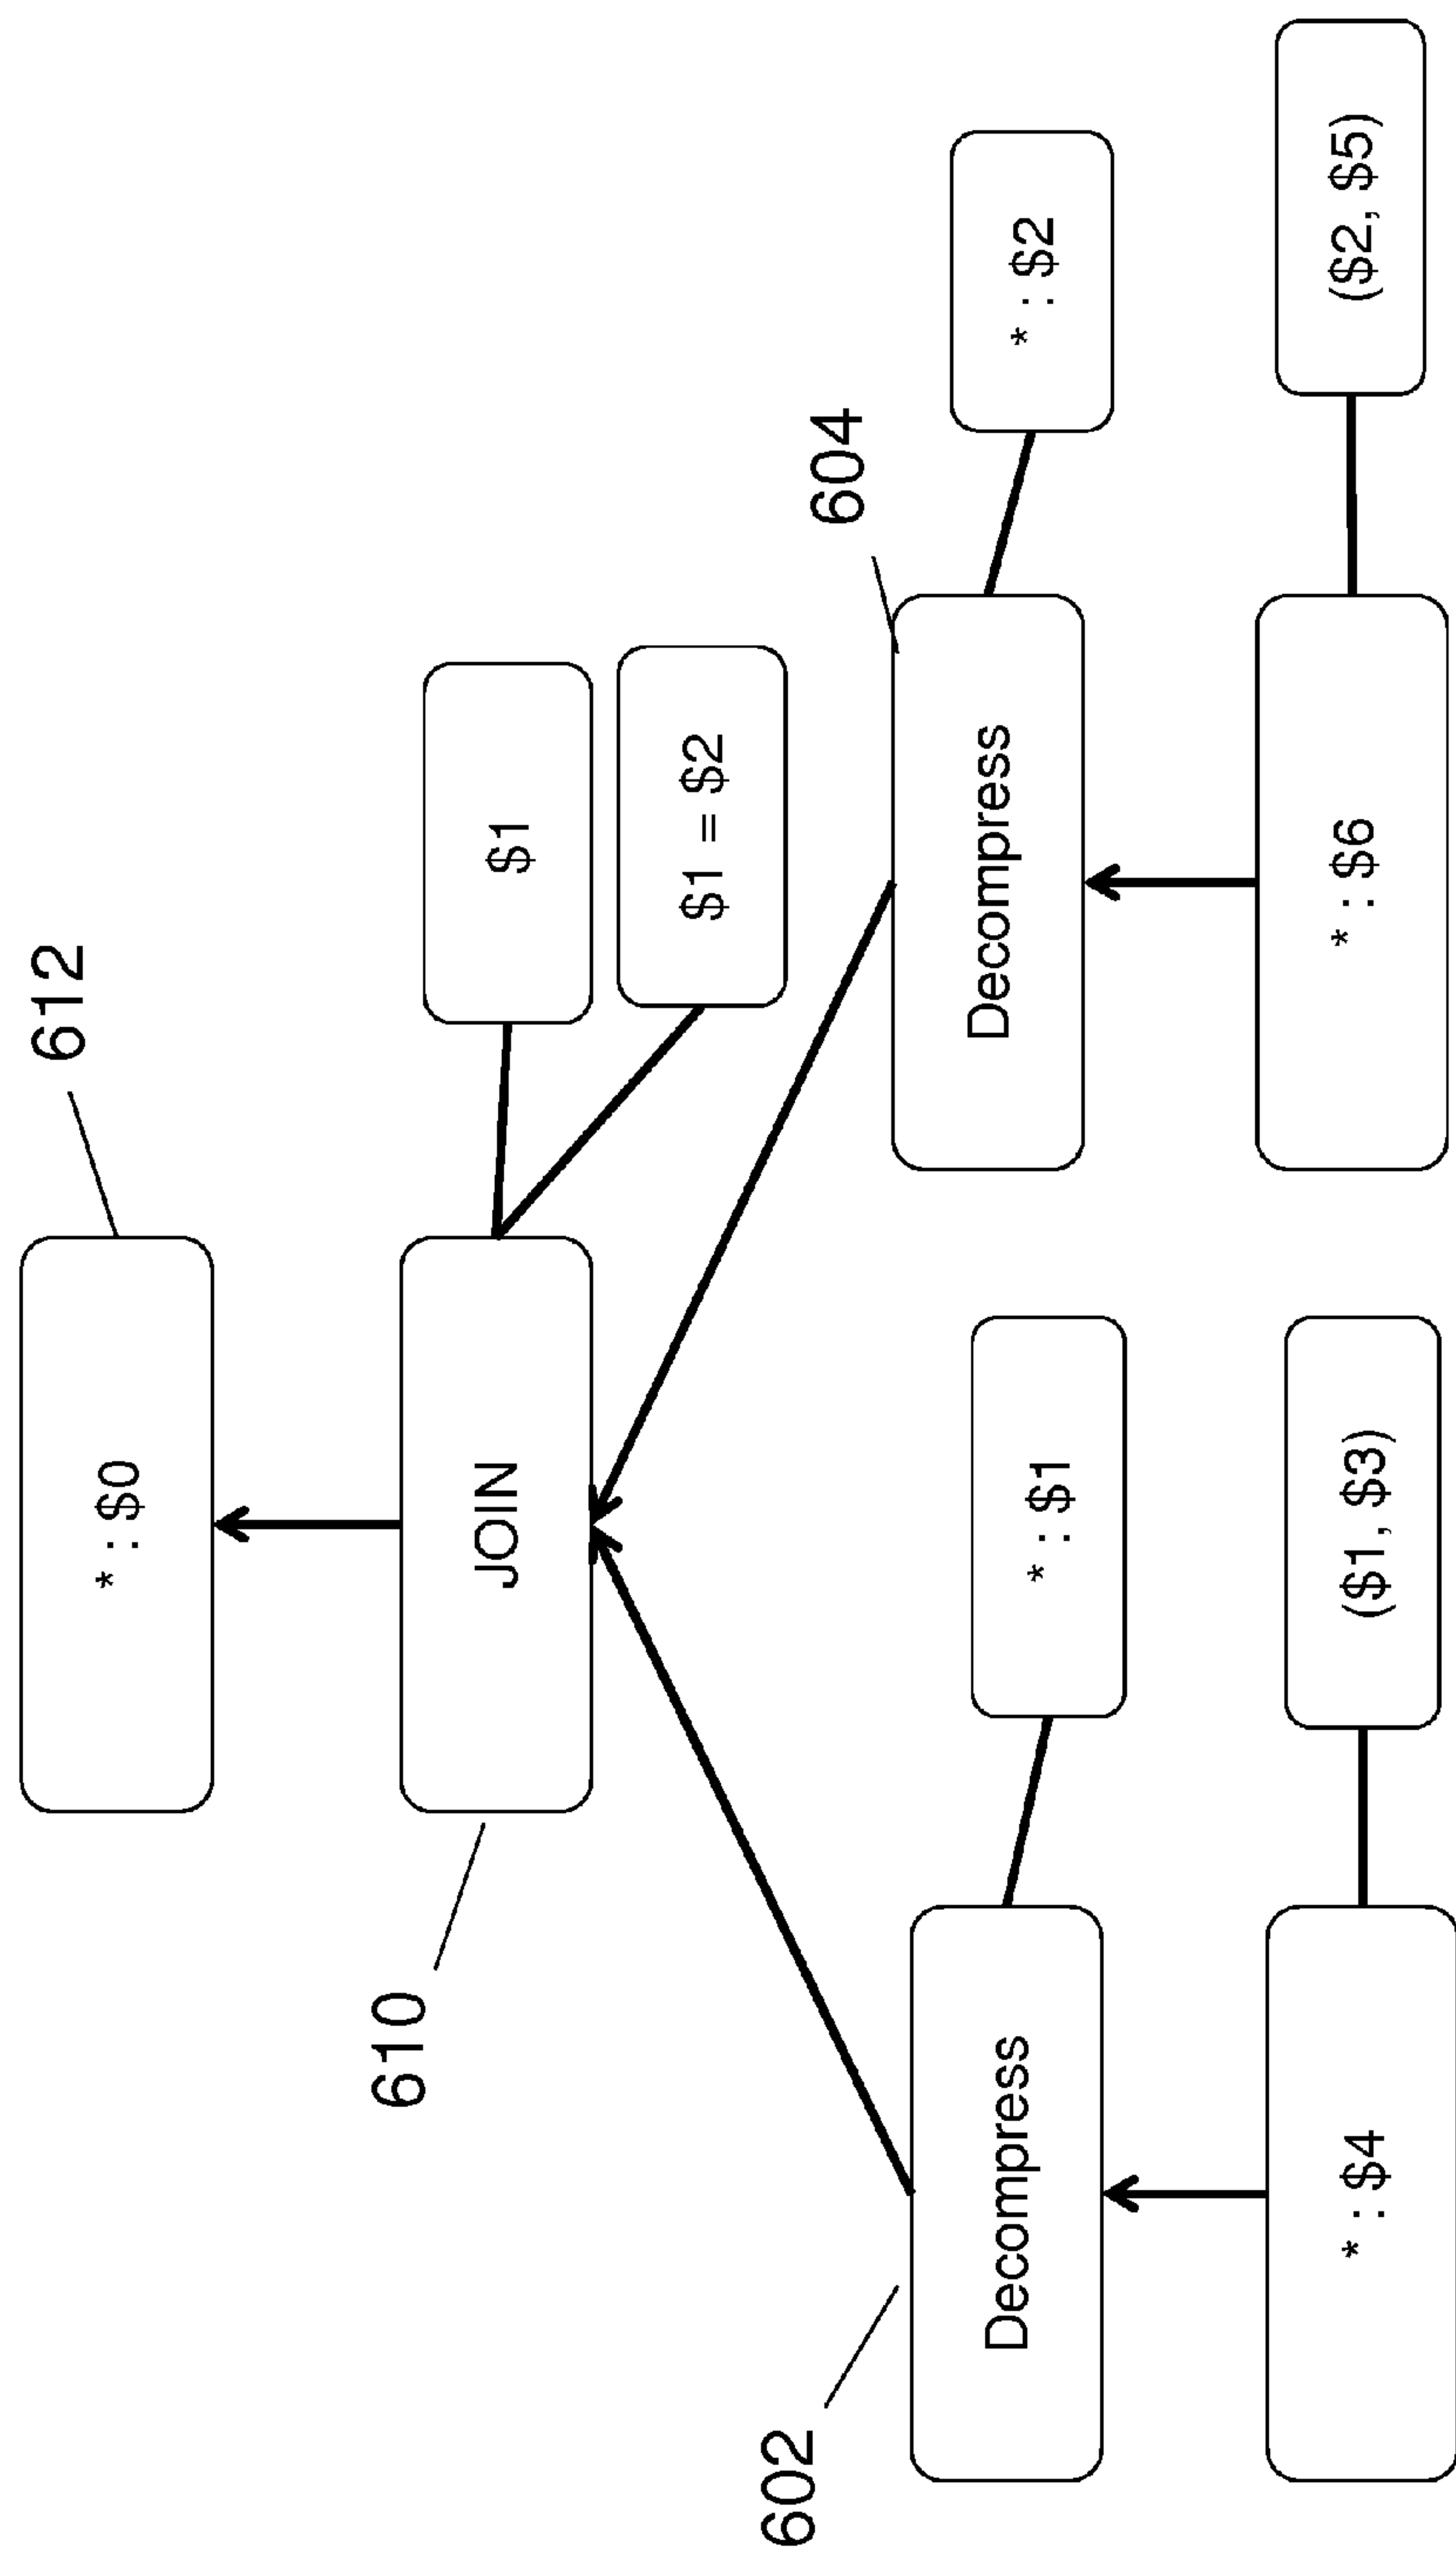 612
* : $0
610
JOIN
$1
$1 = $2
602
604
Decompress
* : $1
Decompress
* : $2
* : $4
($1, $3)
* : $6
($2, $5)